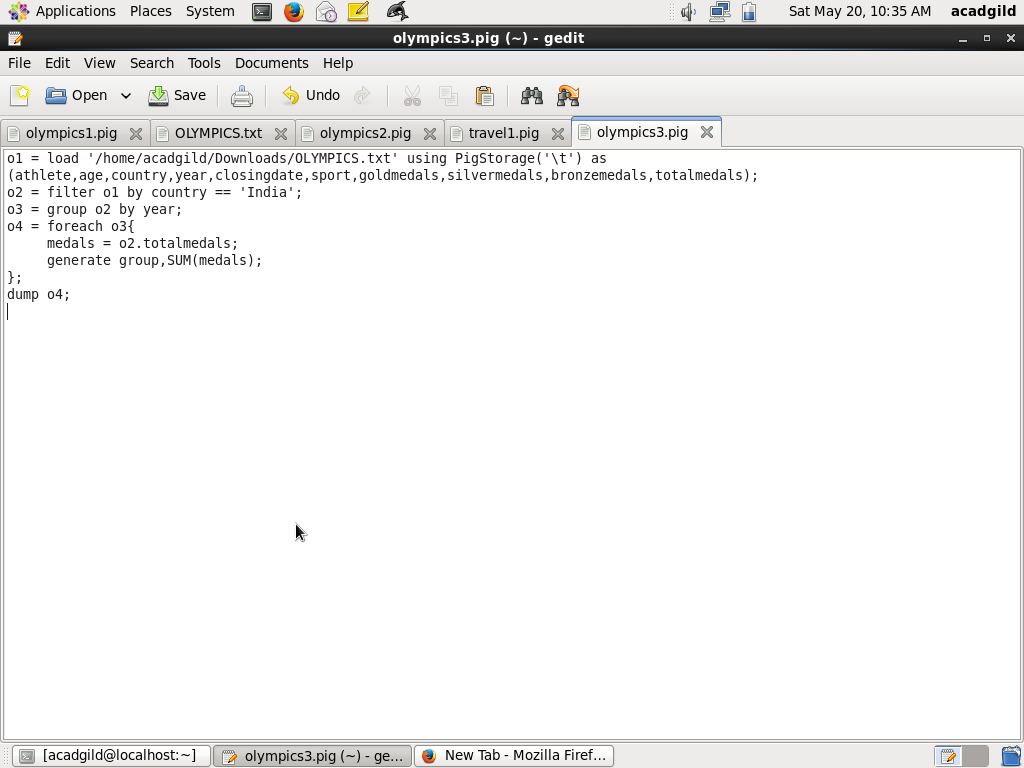 Applications Places System Sat May 20, 10:35 AM acadgild
olympics3.pig (~) - gedit
File Edit View Search Tools Documents Help
Open Save Undo
olympics1.pig OLYMPICS.txt olympics2.pig travel1.pig olympics3.pig
o1 = load '/home/acadgild/Downloads/OLYMPICS.txt' using PigStorage('\t') as
(athlete,age,country,year,closingdate,sport,goldmedals,silvermedals,bronzemedals,totalmedals);
o2 = filter o1 by country == 'India';
o3 = group o2 by year;
o4 = foreach o3{
     medals = o2.totalmedals;
     generate group,SUM(medals);
};
dump o4;
[acadgild@localhost:~] olympics3.pig (~) - ge... New Tab - Mozilla Firef...